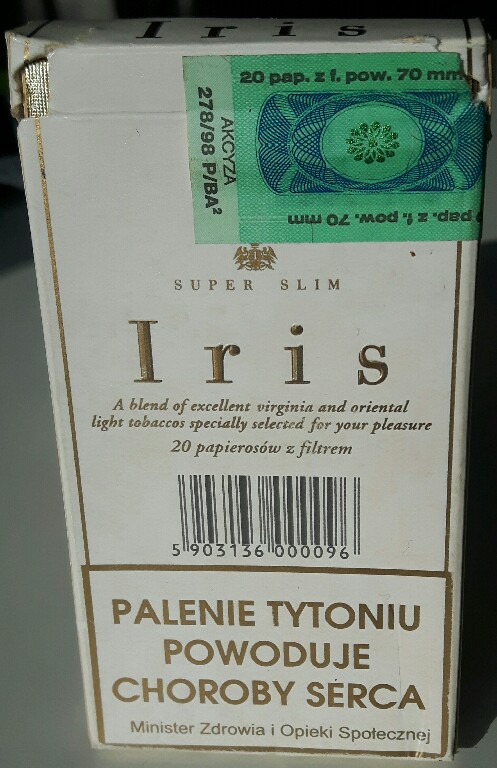 Iris
20 pap. z f. pow. 70 mm
AKCYZA
278/98 P/BA²
pap. z f. pow. 70 mm
SUPER SLIM
Iris
A blend of excellent virginia and oriental
light tobaccos specially selected for your pleasure
20 papierosów z filtrem
5 903136 000096
PALENIE TYTONIU
POWODUJE
CHOROBY SERCA
Minister Zdrowia i Opieki Społecznej